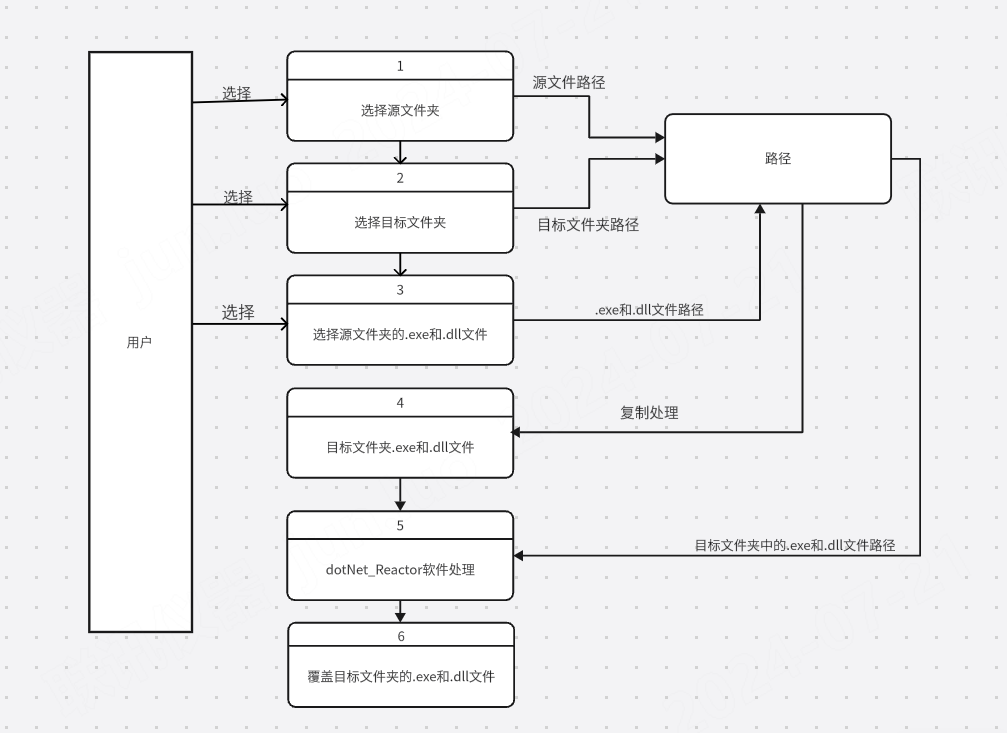 用户
选择
1
选择源文件夹
源文件路径
路径
选择
2
选择目标文件夹
目标文件夹路径
选择
3
选择源文件夹的.exe和.dll文件
.exe和.dll文件路径
4
目标文件夹.exe和.dll文件
复制处理
5
dotNet_Reactor软件处理
目标文件夹中的.exe和.dll文件路径
6
覆盖目标文件夹的.exe和.dll文件